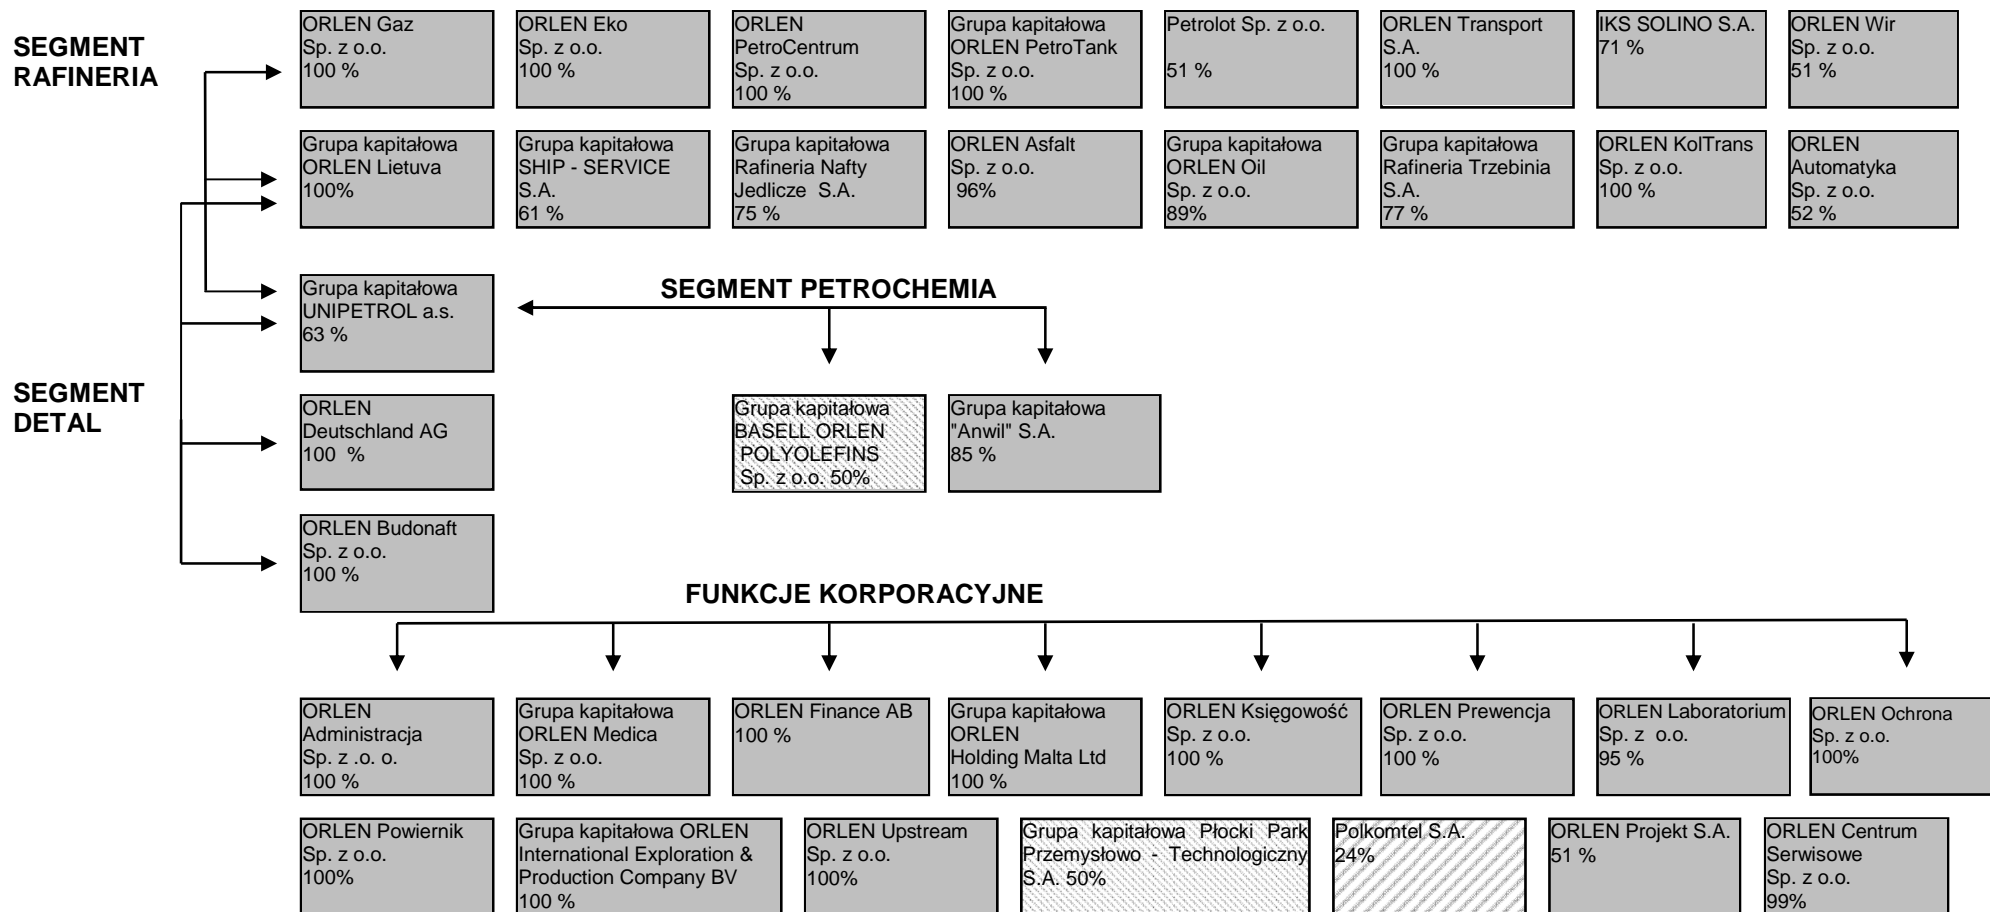 SEGMENT
RAFINERIA
ORLEN Gaz
Sp. z o.o.
100 %
ORLEN Eko
Sp. z o.o.
100 %
ORLEN
PetroCentrum
Sp. z o.o.
100 %
Grupa kapitałowa
ORLEN PetroTank
Sp. z o.o.
100 %
Petrolot Sp. z o.o.
51 %
ORLEN Transport
S.A.
100 %
IKS SOLINO S.A.
71 %
ORLEN Wir
Sp. z o.o.
51 %
Grupa kapitałowa
ORLEN Lietuva
100%
Grupa kapitałowa
SHIP - SERVICE
S.A.
61 %
Grupa kapitałowa
Rafineria Nafty
Jedlicze S.A.
75 %
ORLEN Asfalt
Sp. z o.o.
96%
Grupa kapitałowa
ORLEN Oil
Sp. z o.o.
89%
Grupa kapitałowa
Rafineria Trzebinia
S.A.
77 %
ORLEN KolTrans
Sp. z o.o.
100 %
ORLEN
Automatyka
Sp. z o.o.
52 %
Grupa kapitałowa
UNIPETROL a.s.
63 %
SEGMENT PETROCHEMIA
SEGMENT
DETAL
ORLEN
Deutschland AG
100 %
Grupa kapitałowa
BASELL ORLEN
POLYOLEFINS
Sp. z o.o. 50%
Grupa kapitałowa
"Anwil" S.A.
85 %
ORLEN Budonaft
Sp. z o.o.
100 %
FUNKCJE KORPORACYJNE
ORLEN
Administracja
Sp. z .o. o.
100 %
Grupa kapitałowa
ORLEN Medica
Sp. z o.o.
100 %
ORLEN Finance AB
100 %
Grupa kapitałowa
ORLEN
Holding Malta Ltd
100 %
ORLEN Księgowość
Sp. z o.o.
100 %
ORLEN Prewencja
Sp. z o.o.
100 %
ORLEN Laboratorium
Sp. z o.o.
95 %
ORLEN Ochrona
Sp. z o.o.
100%
ORLEN Powiernik
Sp. z o.o.
100%
Grupa kapitałowa ORLEN
International Exploration &
Production Company BV
100 %
ORLEN Upstream
Sp. z o.o.
100%
Grupa kapitałowa Płocki Park
Przemysłowo - Technologiczny
S.A. 50%
Polkomtel S.A.
24%
ORLEN Projekt S.A.
51 %
ORLEN Centrum
Serwisowe
Sp. z o.o.
99%